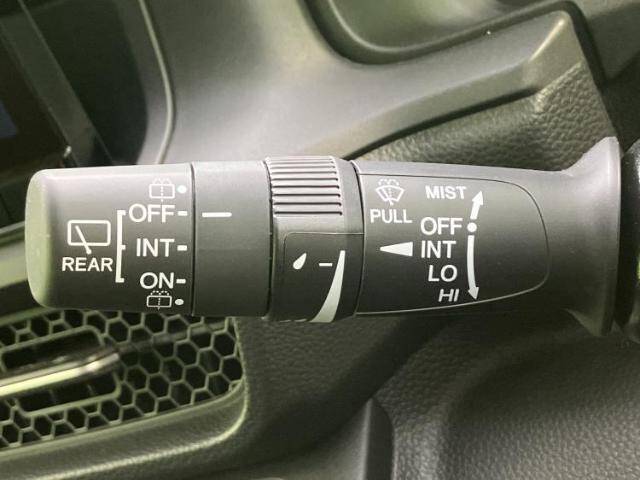 OFF
INT
REAR
ON
MIST
PULL
OFF
INT
LO
HI